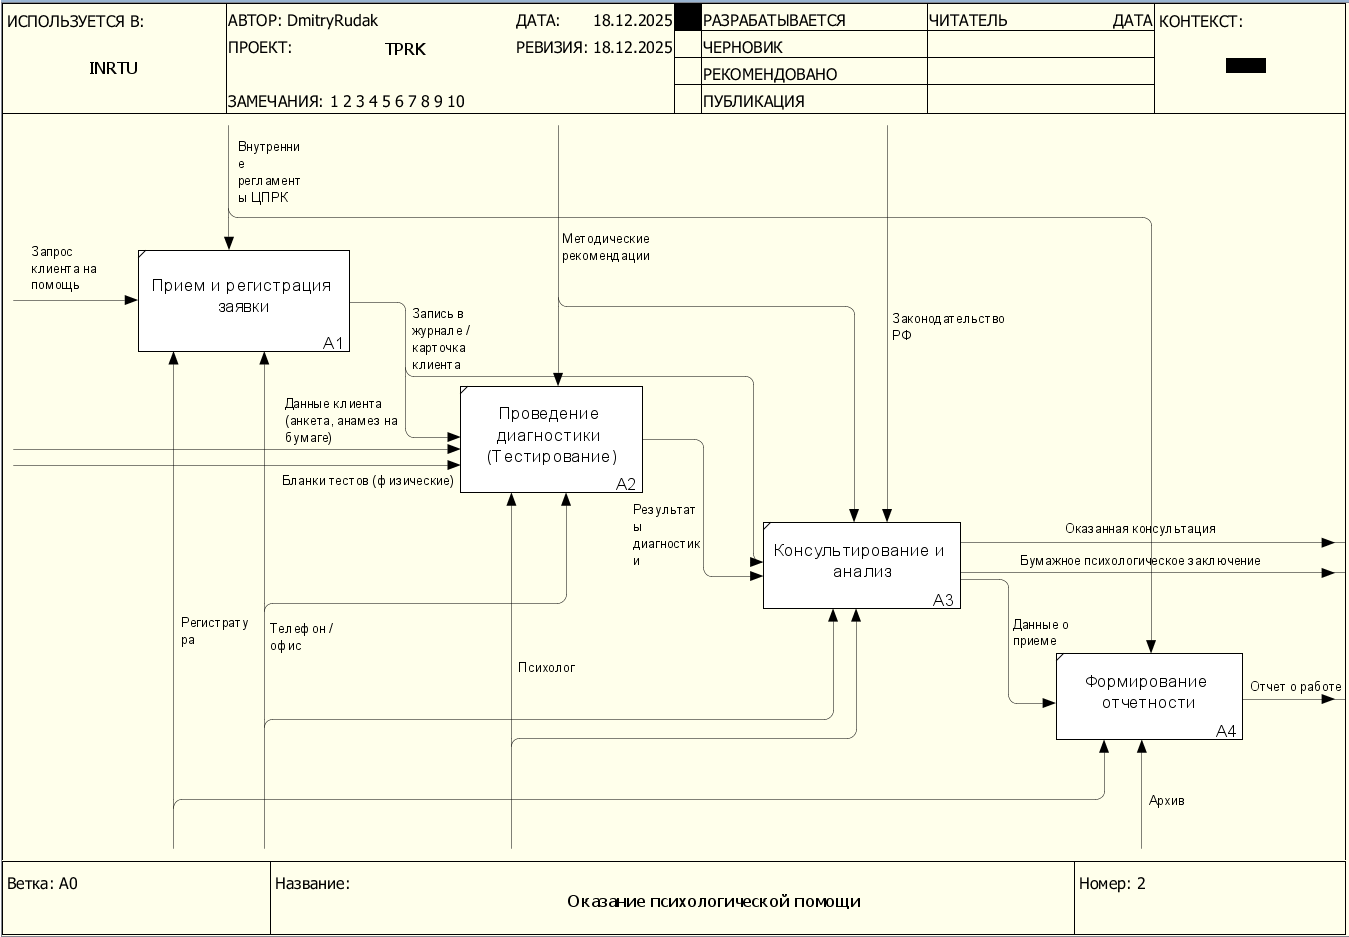 ИСПОЛЬЗУЕТСЯ В:
INRTU
АВТОР: DmitryRudak
ДАТА: 18.12.2025
ПРОЕКТ: TPRK
РЕВИЗИЯ: 18.12.2025
ЗАМЕЧАНИЯ: 1 2 3 4 5 6 7 8 9 10
РАЗРАБАТЫВАЕТСЯ
ЧЕРНОВИК
РЕКОМЕНДОВАНО
ПУБЛИКАЦИЯ
ЧИТАТЕЛЬ
ДАТА
КОНТЕКСТ:
Внутренни
е
регламент
ы ЦПРК
Запрос
клиента на
помощь
Прием и регистрация
заявки
A1
Методические
рекомендации
Законодательство
РФ
Запись в
журнале /
карточка
клиента
Данные клиента
(анкета, анамез на
бумаге)
Бланки тестов (физические)
Проведение
диагностики
(Тестирование)
A2
Результат
ы
диагностик
и
Консультирование и
анализ
A3
Оказанная консультация
Бумажное психологическое заключение
Регистрату
ра
Телефон /
офис
Психолог
Данные о
приеме
Формирование
отчетности
A4
Отчет о работе
Архив
Ветка: A0
Название:
Оказание психологической помощи
Номер: 2